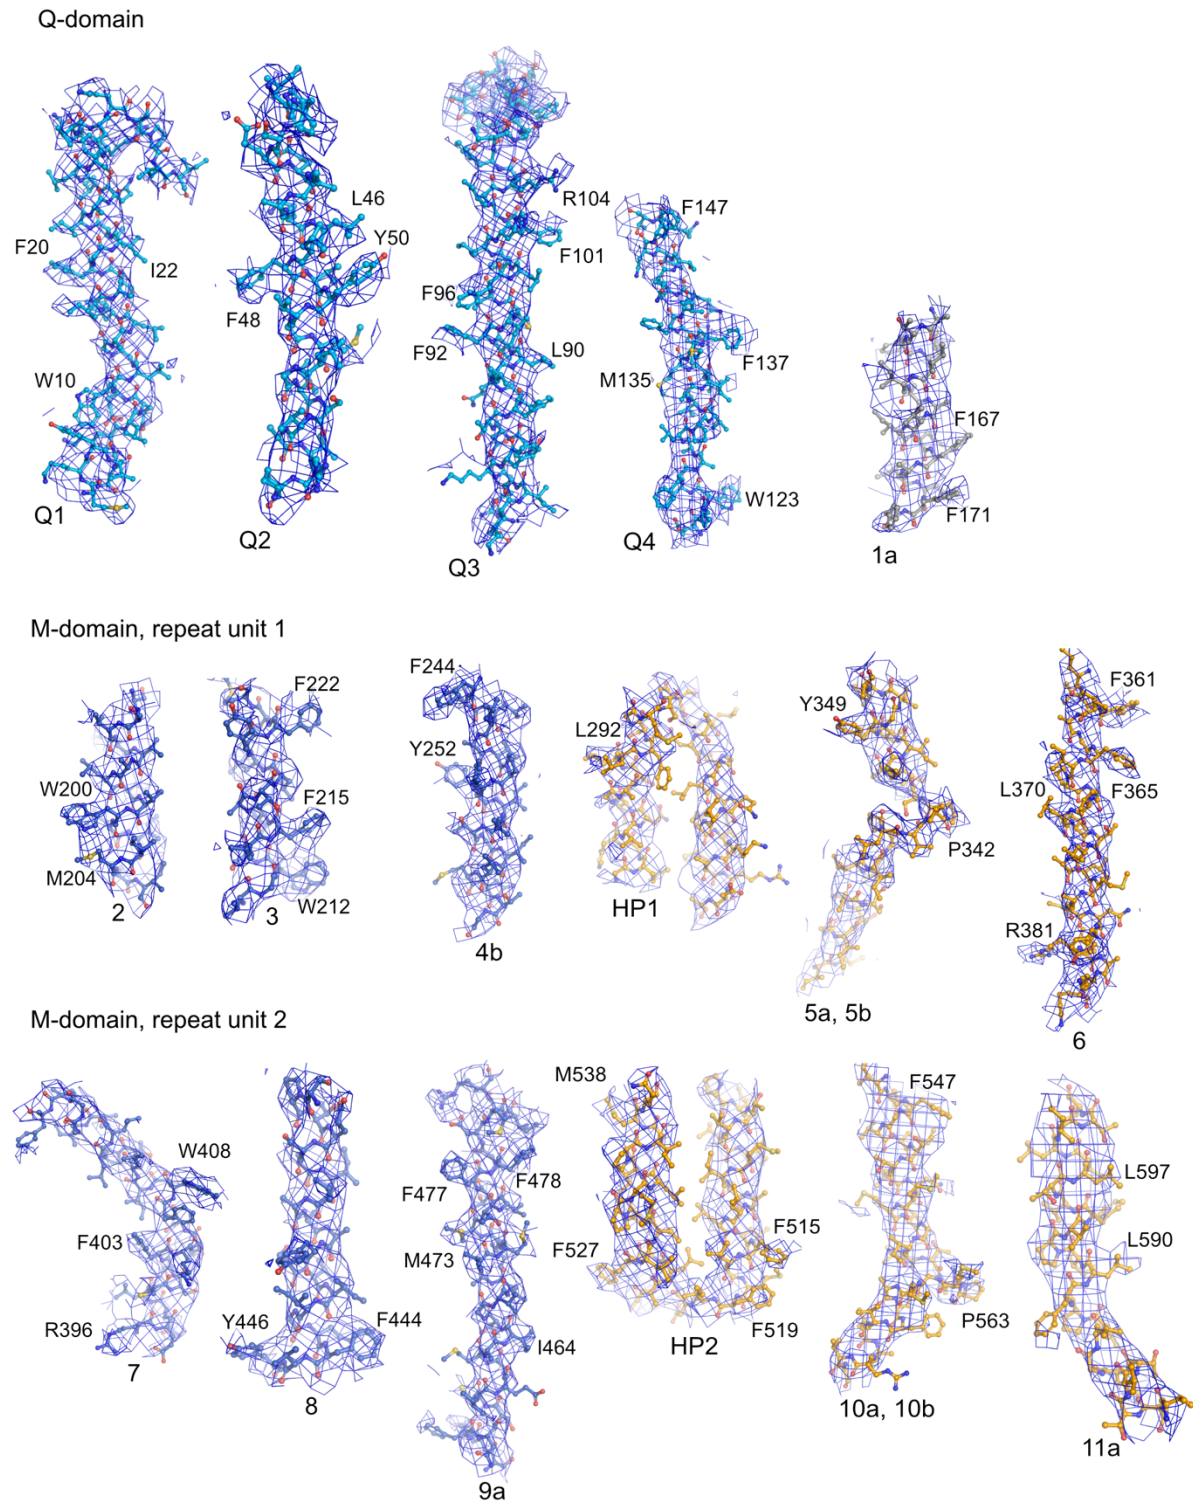 Q-domain
F20
I22
W10
Q1
L46
Y50
F48
Q2
R104
F101
F96
F92
L90
Q3
F147
F137
M135
W123
Q4
F167
F171
1a
M-domain, repeat unit 1
W200
M204
2
F222
F215
W212
3
F244
Y252
4b
L292
HP1
Y349
P342
5a, 5b
F361
F365
L370
R381
6
M-domain, repeat unit 2
W408
F403
R396
7
Y446
F444
8
F477
F478
M473
I464
9a
M538
F527
F515
F519
HP2
F547
P563
10a, 10b
L597
L590
11a